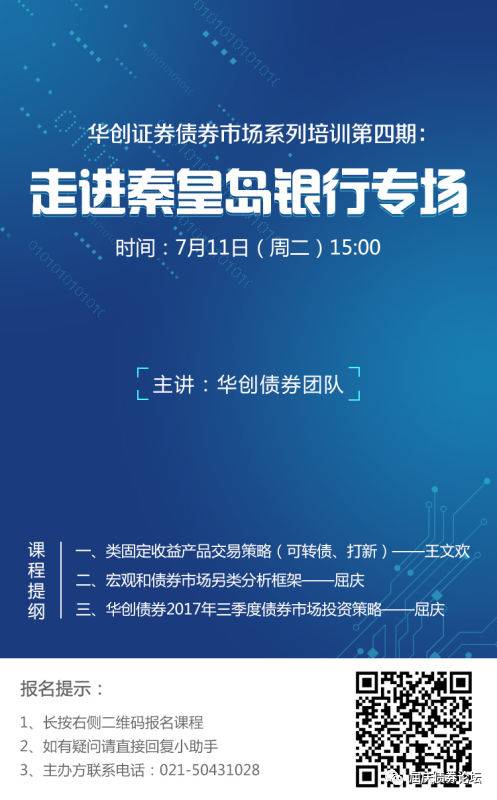 华创证券债券市场系列培训第四期：
走进秦皇岛银行专场
时间：7月11日（周二）15:00
主讲：华创债券团队
课程提纲
一、类固定收益产品交易策略（可转债、打新）——王文欢
二、宏观和债券市场另类分析框架——屈庆
三、华创债券2017年三季度债券市场投资策略——屈庆
报名提示：
1、长按右侧二维码报名课程
2、如有疑问请直接回复小助手
3、主办方联系电话：021-50431028
屈庆债券论坛